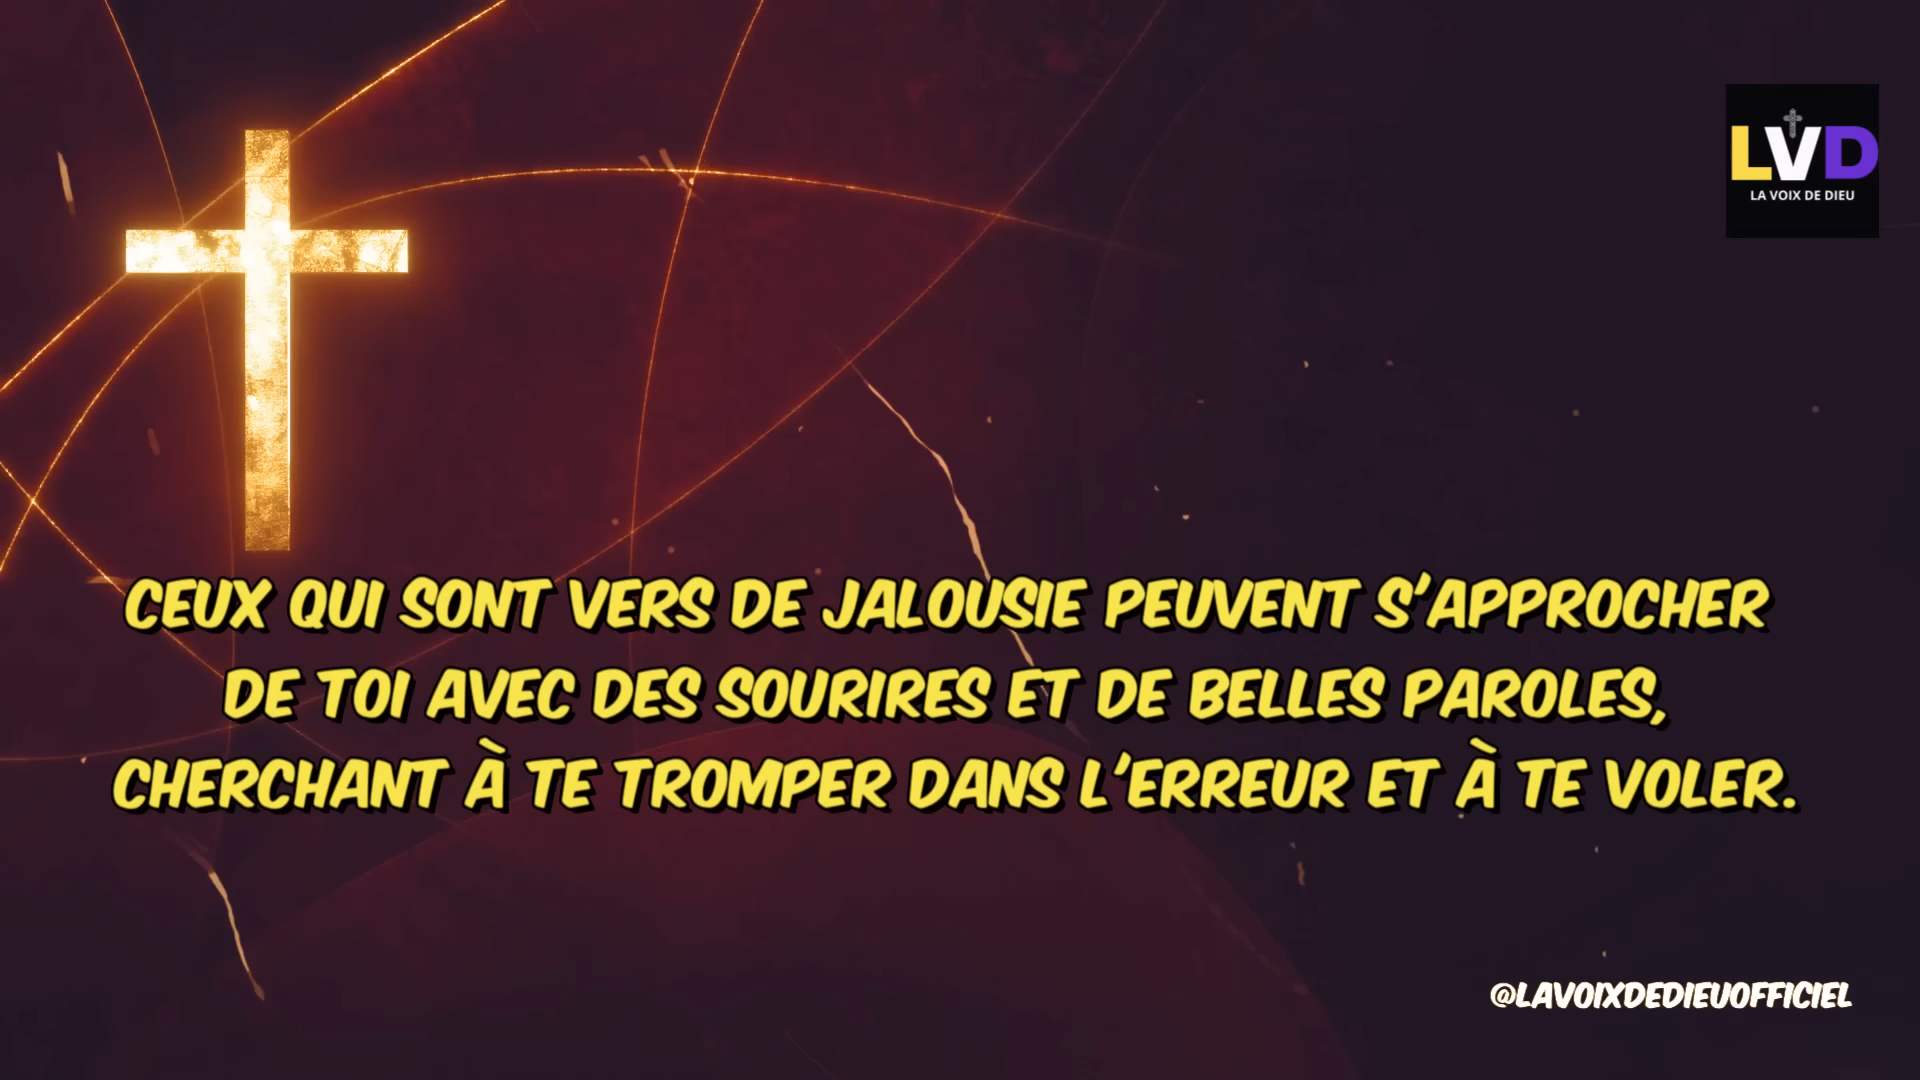 LVD
LA VOIX DE DIEU
CEUX QUI SONT VERS DE JALOUSIE PEUVENT S'APPROCHER
DE TOI AVEC DES SOURIRES ET DE BELLES PAROLES,
CHERCHANT À TE TROMPER DANS L'ERREUR ET À TE VOLER.
@LAVOIXDEDIEUOFFICIEL